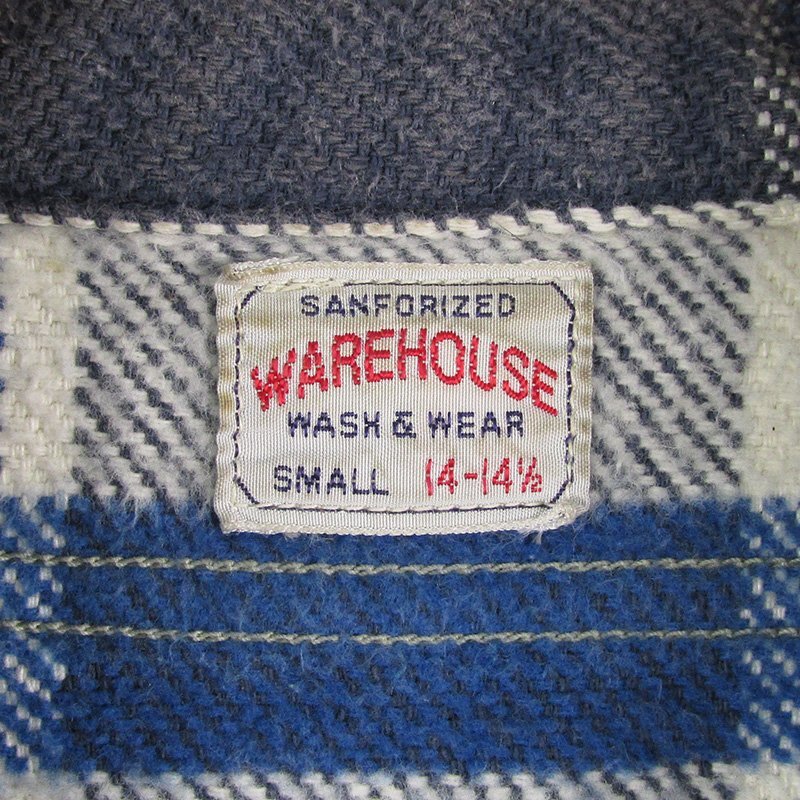 SANFORIZED
WAREHOUSE
WASH & WEAR
SMALL 14-14½